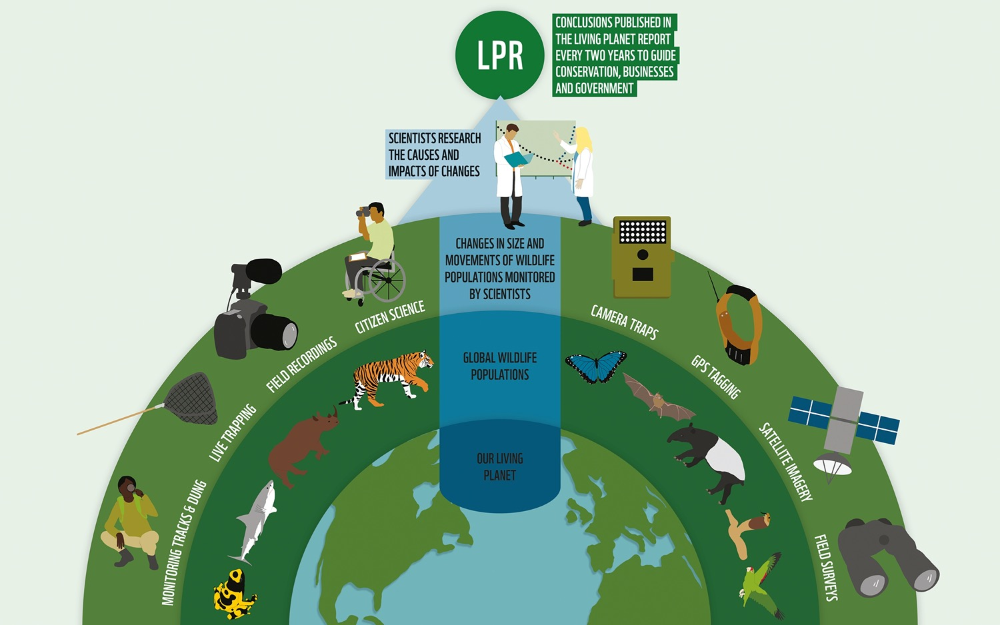 LPR
CONCLUSIONS PUBLISHED IN
THE LIVING PLANET REPORT
EVERY TWO YEARS TO GUIDE
CONSERVATION, BUSINESSES
AND GOVERNMENT
SCIENTISTS RESEARCH
THE CAUSES AND
IMPACTS OF CHANGES
CHANGES IN SIZE AND
MOVEMENTS OF WILDLIFE
POPULATIONS MONITORED
BY SCIENTISTS
GLOBAL WILDLIFE
POPULATIONS
OUR LIVING
PLANET
MONITORING TRACKS & DUNG
LIVE TRAPPING
FIELD RECORDINGS
CITIZEN SCIENCE
CAMERA TRAPS
GPS TAGGING
SATELLITE IMAGERY
FIELD SURVEYS